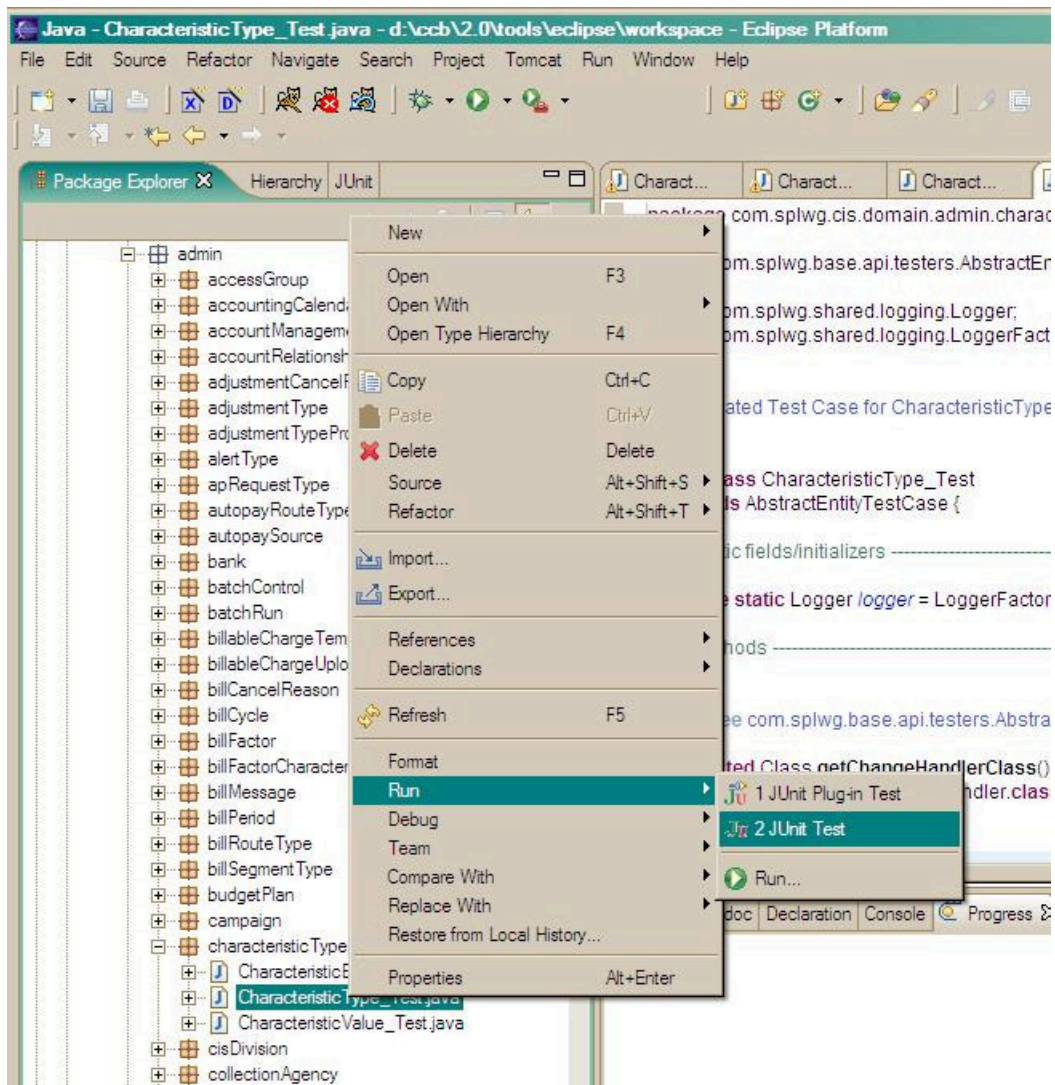 Java - CharacteristicType_Test.java - d:\ccb\2.0\tools\eclipse\workspace - Eclipse Platform
File Edit Source Refactor Navigate Search Project Tomcat Run Window Help
Package Explorer Hierarchy JUnit
Charact... Charact... Charact...
admin
accessGroup
accountingCalend
accountManagem
accountRelationsh
adjustmentCancel
adjustmentType
adjustmentTypePr
alertType
apRequestType
autopayRouteType
autopaySource
bank
batchControl
batchRun
billableChargeTem
billableChargeUplo
billCancelReason
billCycle
billFactor
billFactorCharacter
billMessage
billPeriod
billRouteType
billSegmentType
budgetPlan
campaign
characteristicType
CharacteristicE
CharacteristicType_Test.java
CharacteristicValue_Test.java
cisDivision
collectionAgency
New
Open F3
Open With
Open Type Hierarchy F4
Copy Ctrl+C
Paste Ctrl+V
Delete Delete
Source Alt+Shift+S
Refactor Alt+Shift+T
Import...
Export...
References
Declarations
Refresh F5
Format
Run
Debug
Team
Compare With
Replace With
Restore from Local History...
Properties Alt+Enter
1 JUnit Plug-in Test
2 JUnit Test
Run...
package com.splwg.cis.domain.admin.charac
om.splwg.base.api.testers.AbstractEn
om.splwg.shared.logging.Logger;
om.splwg.shared.logging.LoggerFact
ated Test Case for CharacteristicType
ass CharacteristicType_Test
ds AbstractEntityTestCase {
ic fields/initializers ----------------------------
e static Logger logger = LoggerFactor
hods ------------------------------------------------
ee com.splwg.base.api.testers.Abstra
ted Class getChangeHandlerClass()
ndler.class
doc Declaration Console Progress